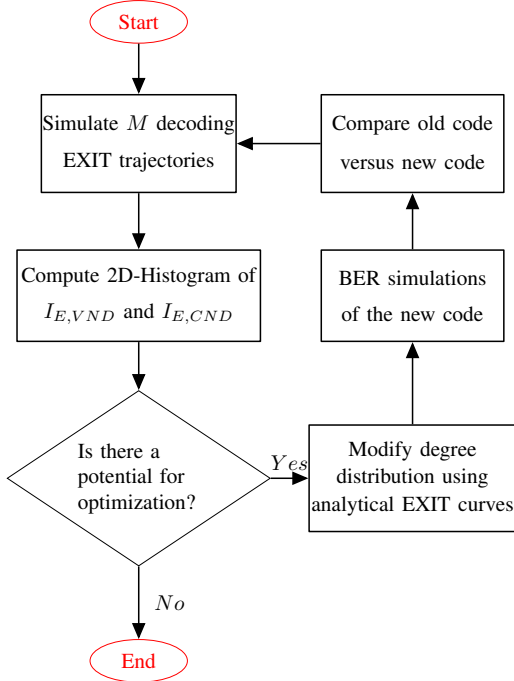 Start
Simulate M decoding
EXIT trajectories
Compare old code
versus new code
Compute 2D-Histogram of
I_{E,VND} and I_{E,CND}
BER simulations
of the new code
Is there a
potential for
optimization?
Yes
Modify degree
distribution using
analytical EXIT curves
No
End